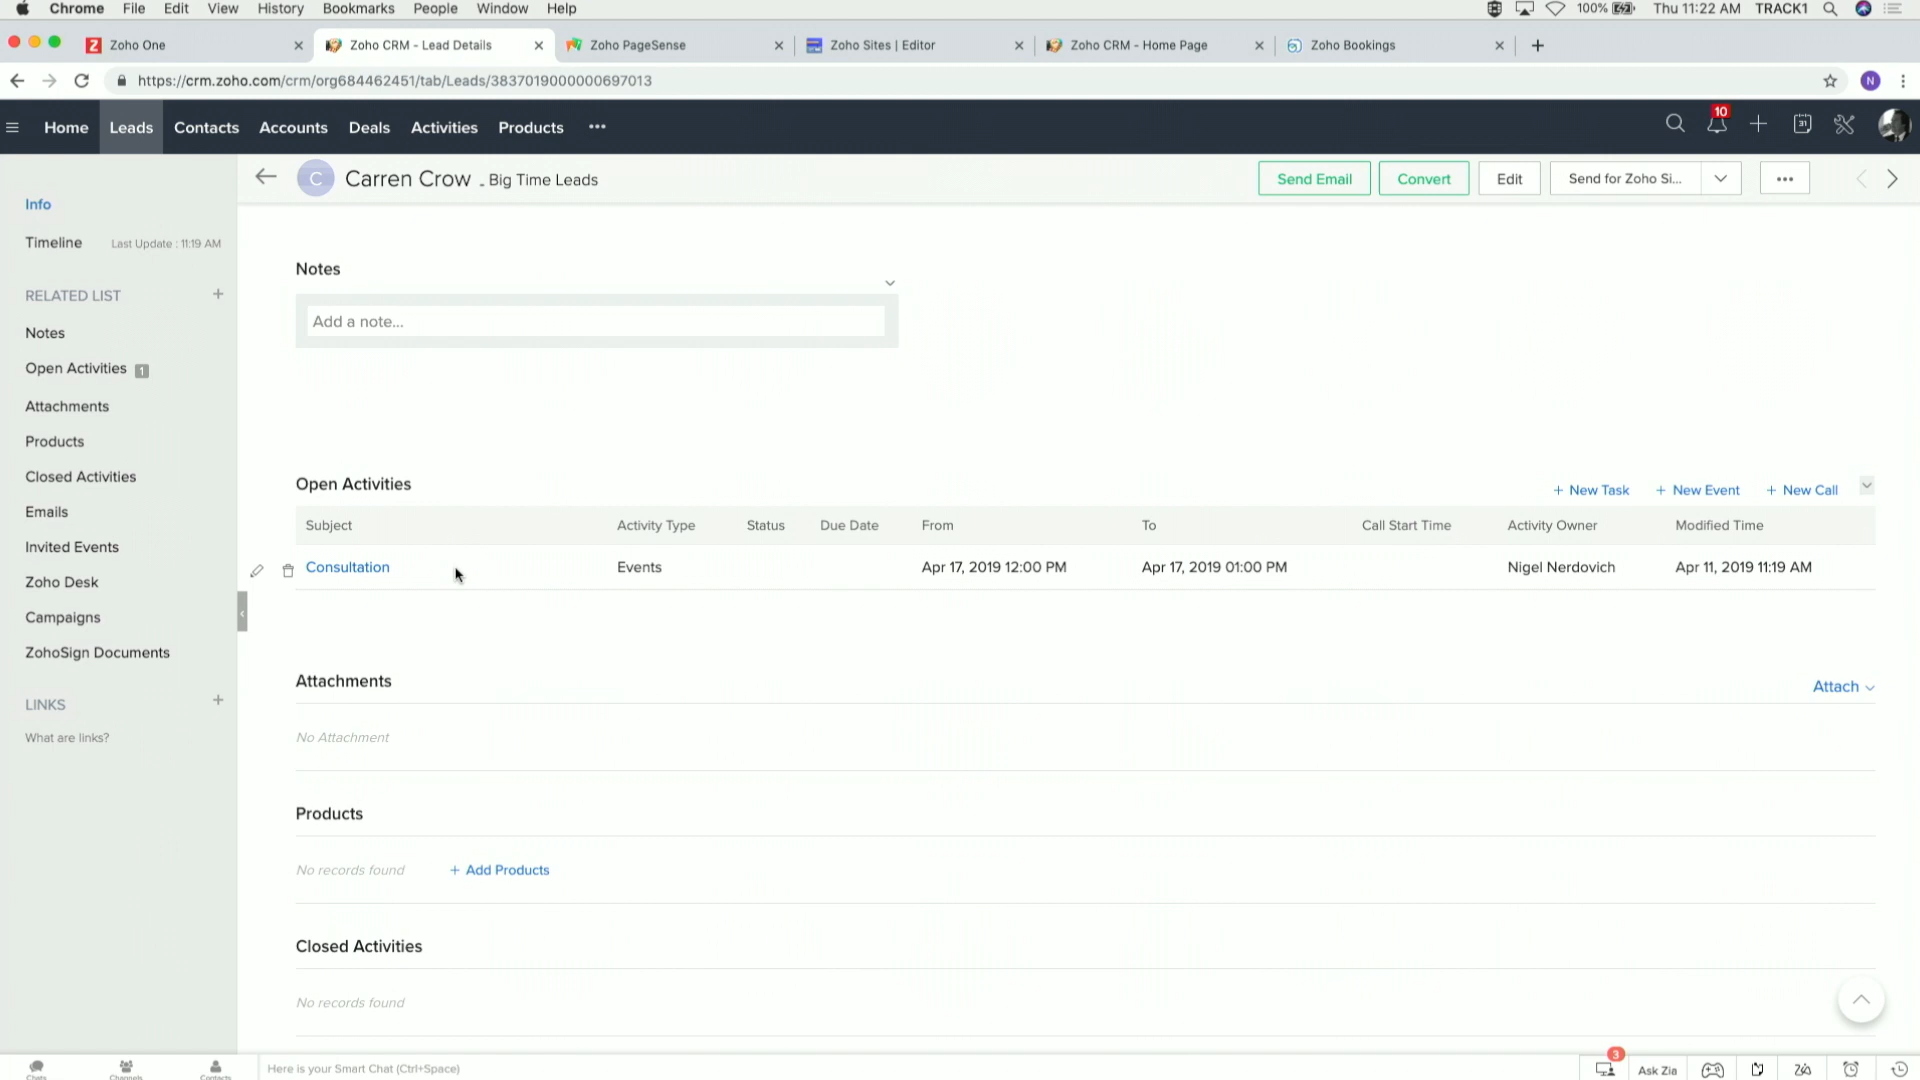 Chrome File Edit View History Bookmarks People Window Help 100% Thu 11:22 AM TRACK1
Zoho One Zoho CRM - Lead Details Zoho PageSense Zoho Sites | Editor Zoho CRM - Home Page Zoho Bookings
https://crm.zoho.com/crm/org684462451/tab/Leads/3837019000000697013 N
Home Leads Contacts Accounts Deals Activities Products ••• 10 31
C Carren Crow - Big Time Leads Send Email Convert Edit Send for Zoho Si... •••
Info
Timeline Last Update : 11:19 AM
RELATED LIST +
Notes
Open Activities 1
Attachments
Products
Closed Activities
Emails
Invited Events
Zoho Desk
Campaigns
ZohoSign Documents
LINKS +
What are links?
Notes
Add a note...
Open Activities
+ New Task + New Event + New Call
Subject Activity Type Status Due Date From To Call Start Time Activity Owner Modified Time
Consultation Events Apr 17, 2019 12:00 PM Apr 17, 2019 01:00 PM Nigel Nerdovich Apr 11, 2019 11:19 AM
Attachments
Attach
No Attachment
Products
No records found + Add Products
Closed Activities
No records found
Chats Channels Contacts Here is your Smart Chat (Ctrl+Space) 3 Ask Zia